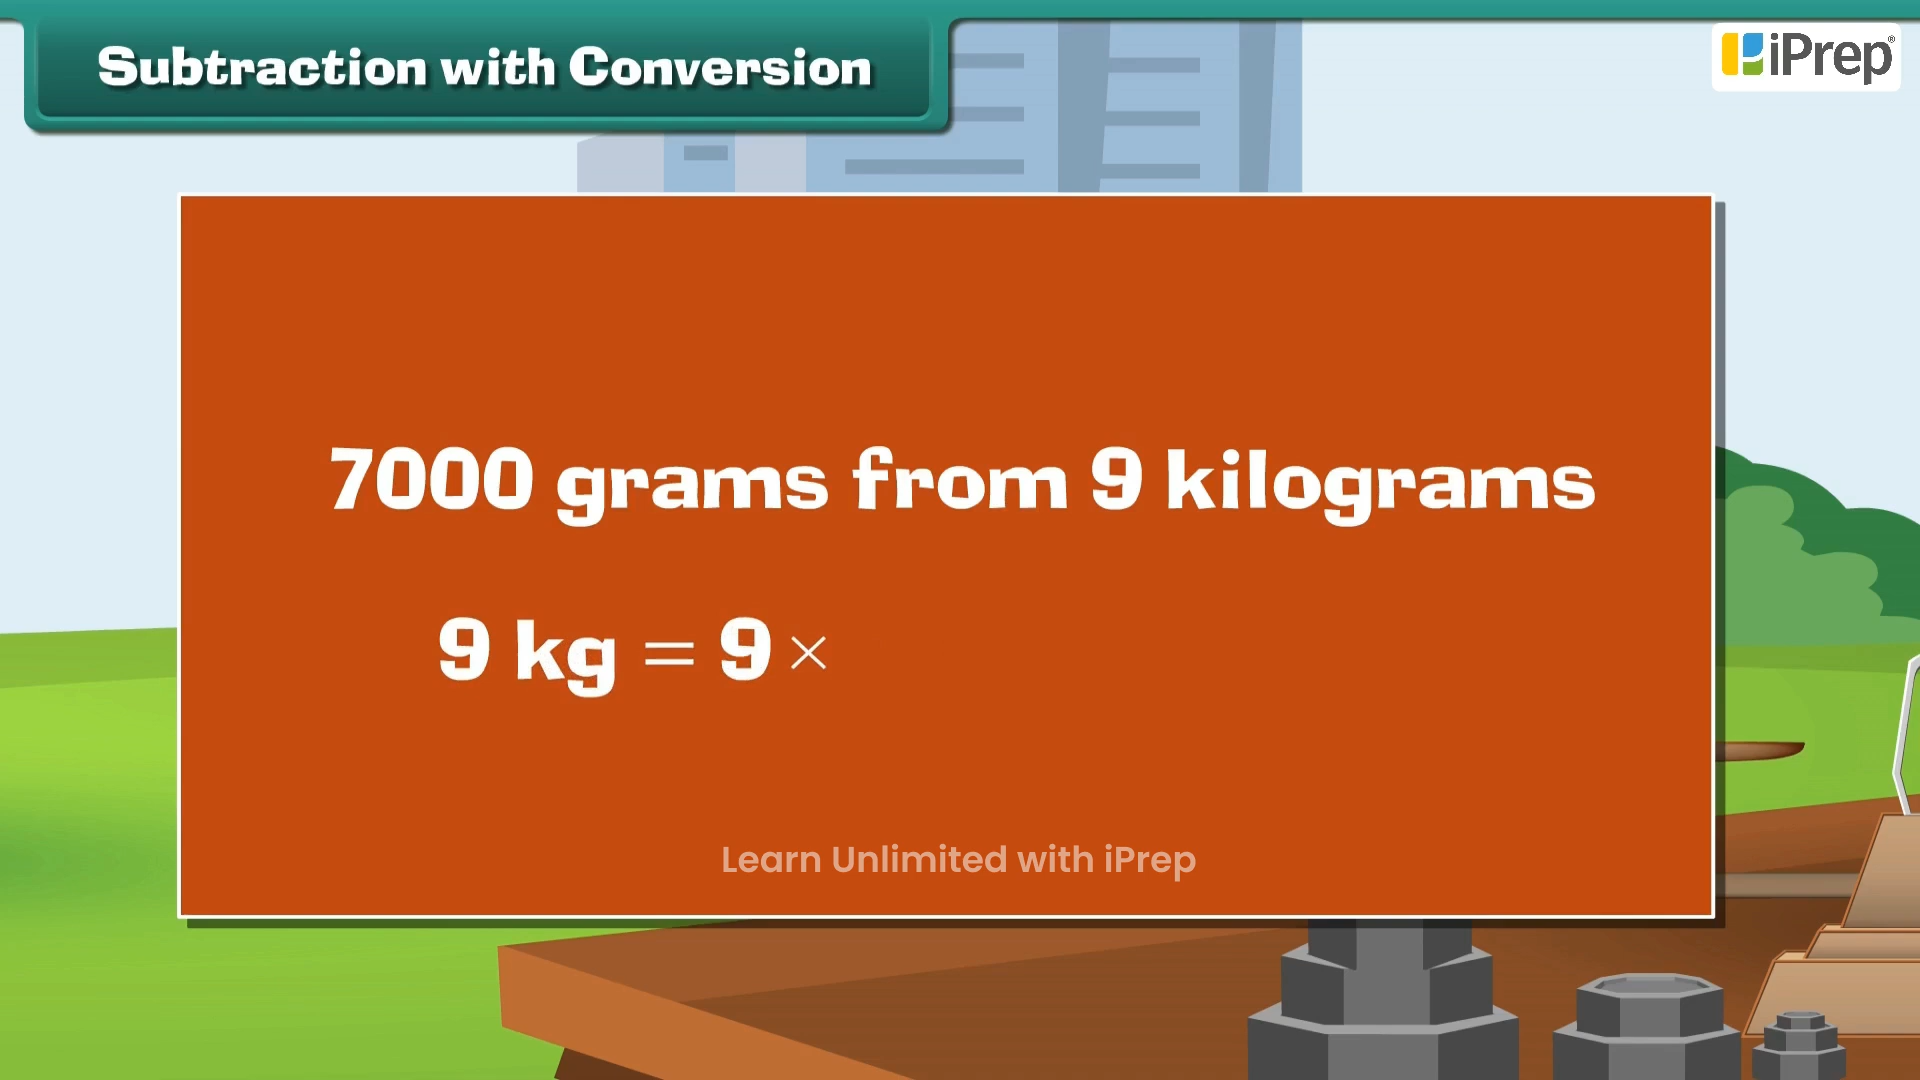 Subtraction with Conversion
iPrep®
7000 grams from 9 kilograms
9 kg = 9 ×
Learn Unlimited with iPrep